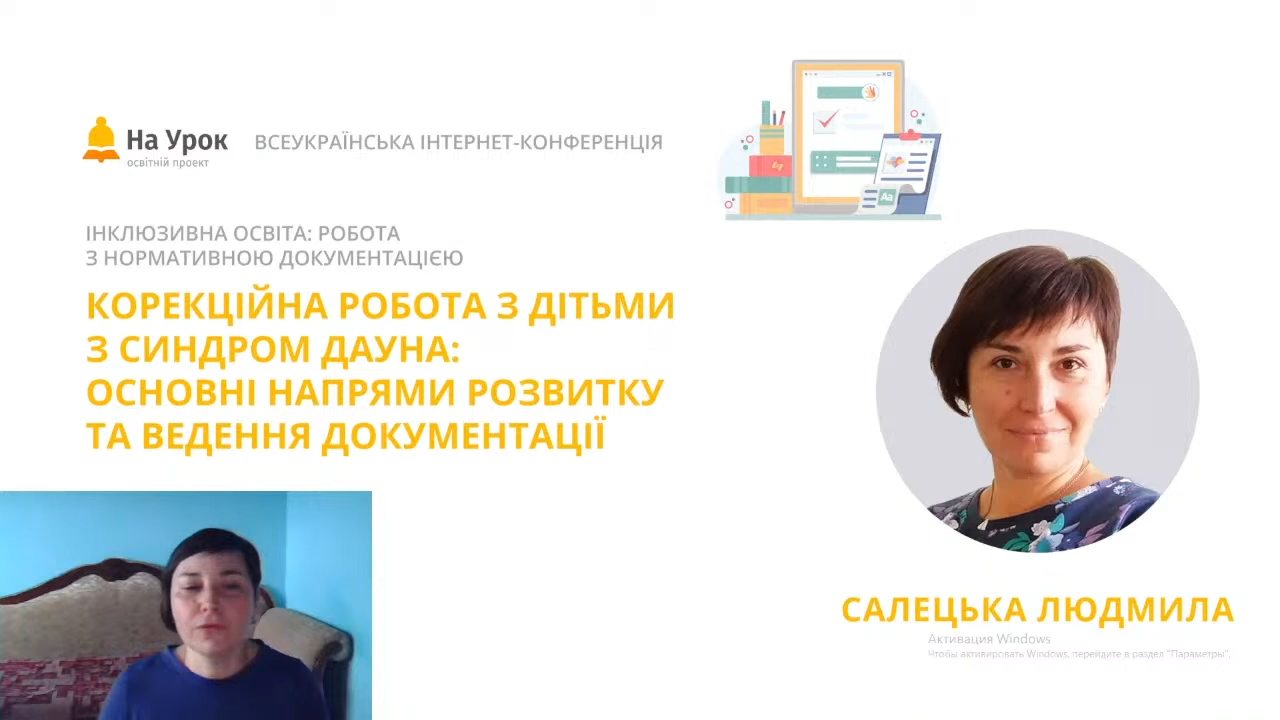 На Урок
освітній проект
ВСЕУКРАЇНСЬКА ІНТЕРНЕТ-КОНФЕРЕНЦІЯ
ІНКЛЮЗИВНА ОСВІТА: РОБОТА
З НОРМАТИВНОЮ ДОКУМЕНТАЦІЄЮ
КОРЕКЦІЙНА РОБОТА З ДІТЬМИ
З СИНДРОМ ДАУНА:
ОСНОВНІ НАПРЯМИ РОЗВИТКУ
ТА ВЕДЕННЯ ДОКУМЕНТАЦІЇ
Aa
САЛЕЦЬКА ЛЮДМИЛА
Активация Windows
Чтобы активировать Windows, перейдите в раздел "Параметры".